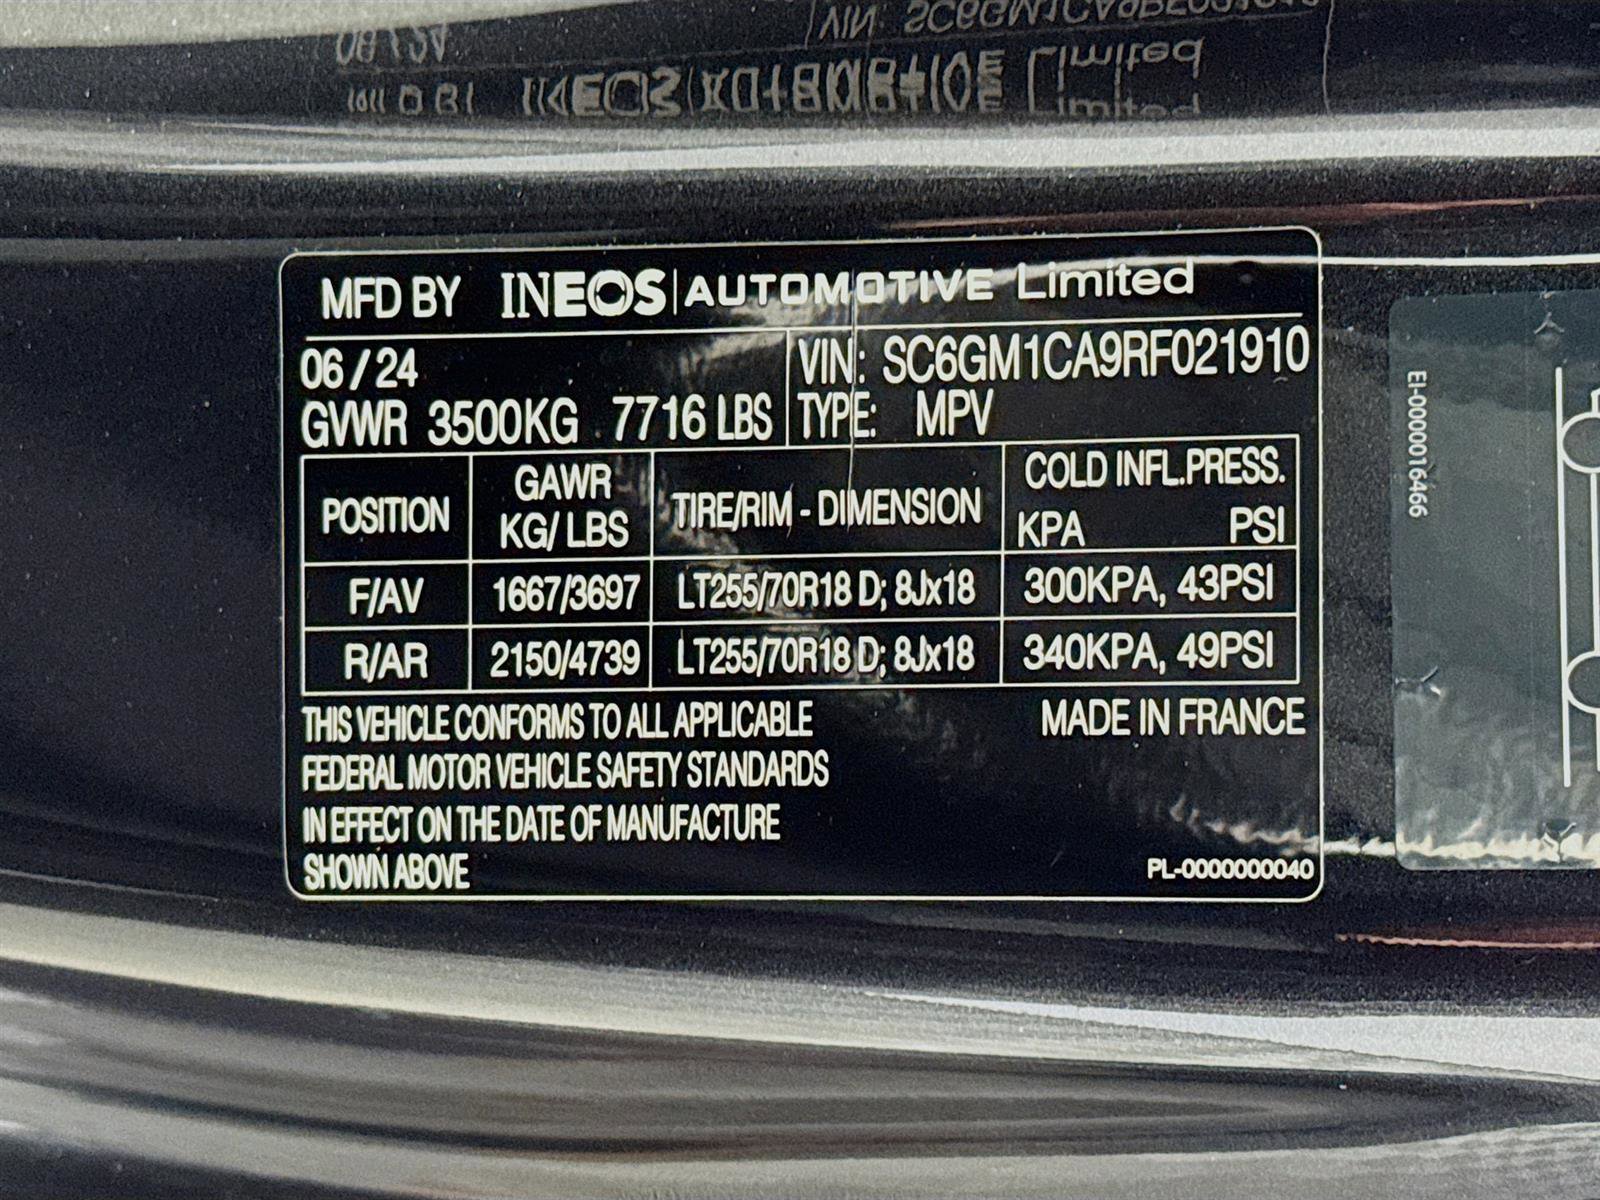 MFD BY INEOS | AUTOMOTIVE Limited
06 / 24
VIN: SC6GM1CA9RF021910
GVWR 3500KG 7716 LBS
TYPE: MPV
POSITION
GAWR
KG/ LBS
TIRE/RIM - DIMENSION
COLD INFL.PRESS.
KPA PSI
F/AV 1667/3697 LT255/70R18 D; 8Jx18 300KPA, 43PSI
R/AR 2150/4739 LT255/70R18 D; 8Jx18 340KPA, 49PSI
THIS VEHICLE CONFORMS TO ALL APPLICABLE
FEDERAL MOTOR VEHICLE SAFETY STANDARDS
IN EFFECT ON THE DATE OF MANUFACTURE
SHOWN ABOVE
MADE IN FRANCE
PL-0000000040
EI-0000016466